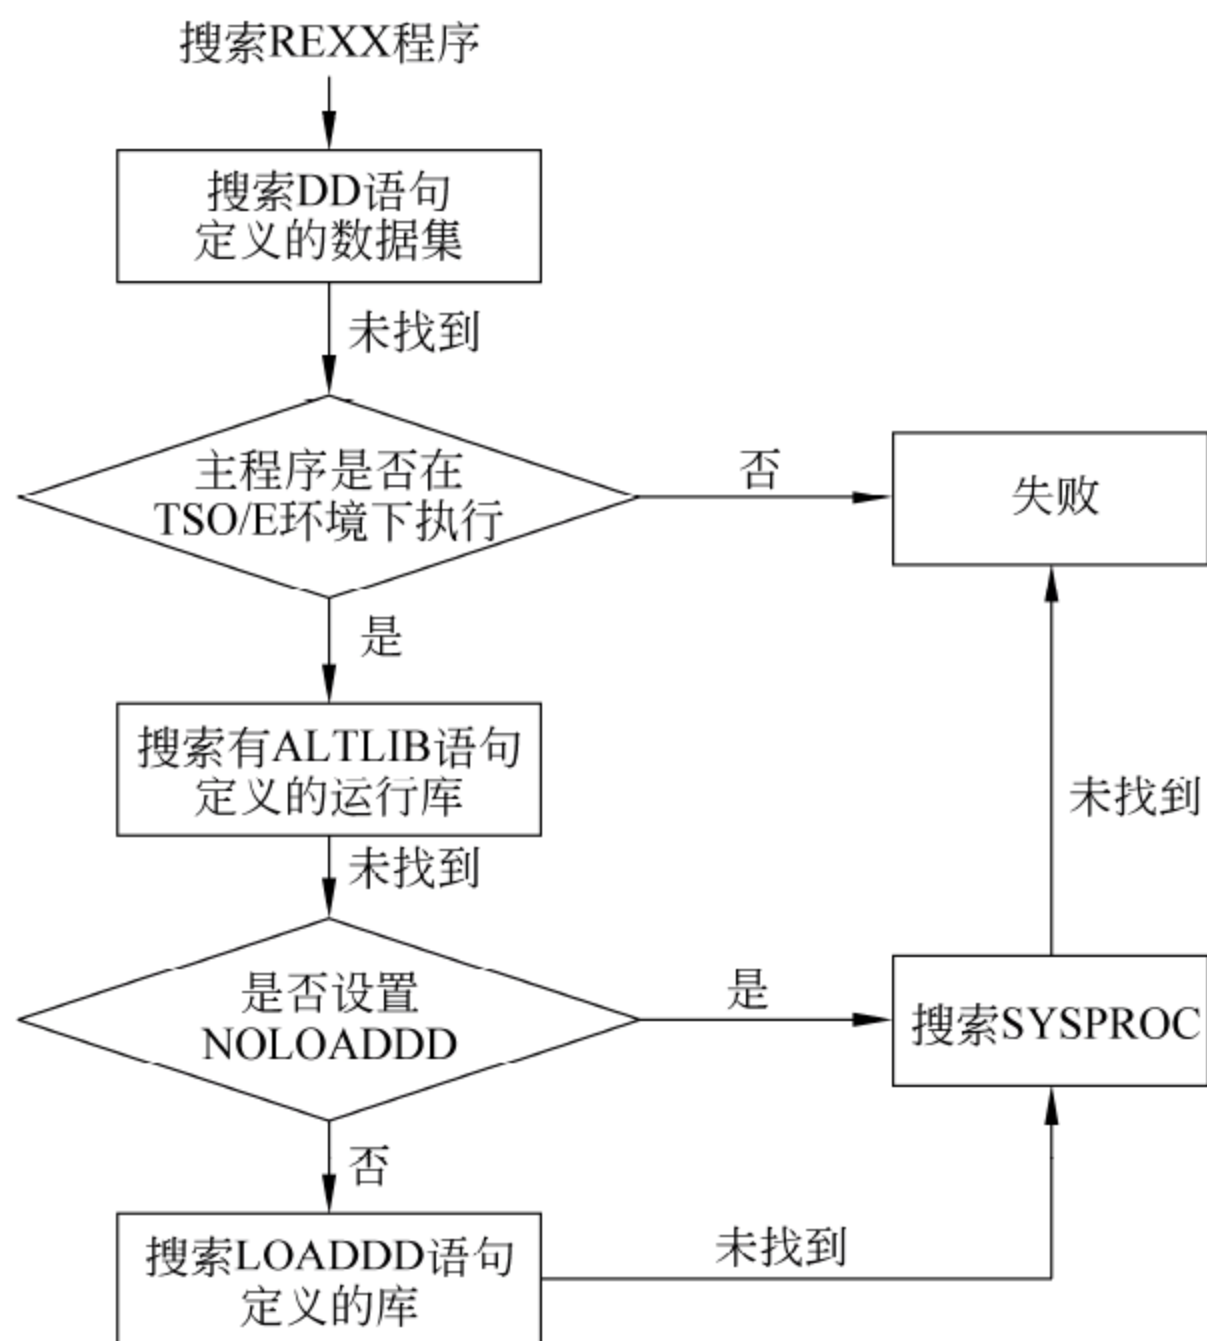 搜索REXX程序
搜索DD语句
定义的数据集
未找到
主程序是否在
TSO/E环境下执行
否
失败
是
搜索有ALTLIB语句
定义的运行库
未找到
未找到
是否设置
NOLOADDD
是
搜索SYSPROC
否
搜索LOADDD语句
定义的库
未找到